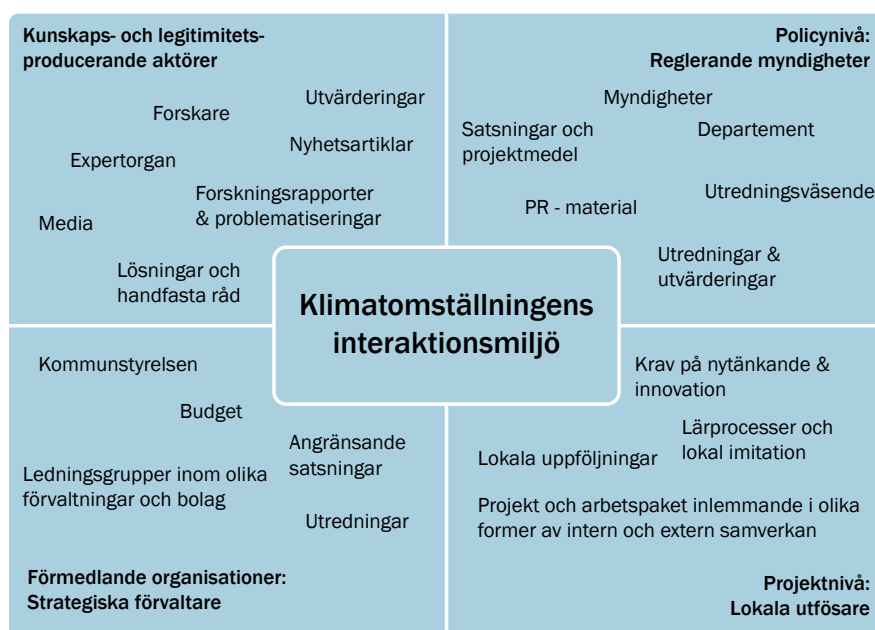 Kunskaps- och legitimitets-
producerande aktörer
Utvärderingar
Forskare
Nyhetsartiklar
Expertorgan
Forskningsrapporter
& problematiseringar
Media
Lösningar och
handfasta råd
Policynivå:
Reglerande myndigheter
Myndigheter
Satsningar och
projektmedel
Departement
Utredningsväsende
PR - material
Utredningar &
utvärderingar
Klimatomställningens
interaktionsmiljö
Kommunstyrelsen
Budget
Angränsande
satsningar
Ledningsgrupper inom olika
förvaltningar och bolag
Utredningar
Förmedlande organisationer:
Strategiska förvaltare
Krav på nytänkande &
innovation
Lärprocesser och
lokal imitation
Lokala uppföljningar
Projekt och arbetspaket inlemmande i olika
former av intern och extern samverkan
Projektnivå:
Lokala utfösare